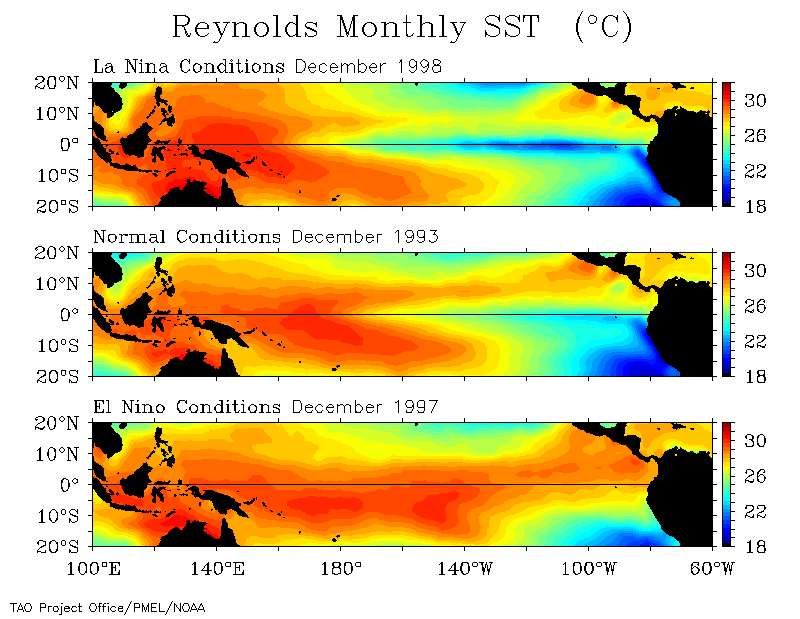 Reynolds Monthly SST (°C)
La Nina Conditions December 1998
20°N
10°N
0°
10°S
20°S
30
26
22
18
Normal Conditions December 1993
20°N
10°N
0°
10°S
20°S
30
26
22
18
El Nino Conditions December 1997
20°N
10°N
0°
10°S
20°S
30
26
22
18
100°E 140°E 180° 140°W 100°W 60°W
TAO Project Office/PMEL/NOAA